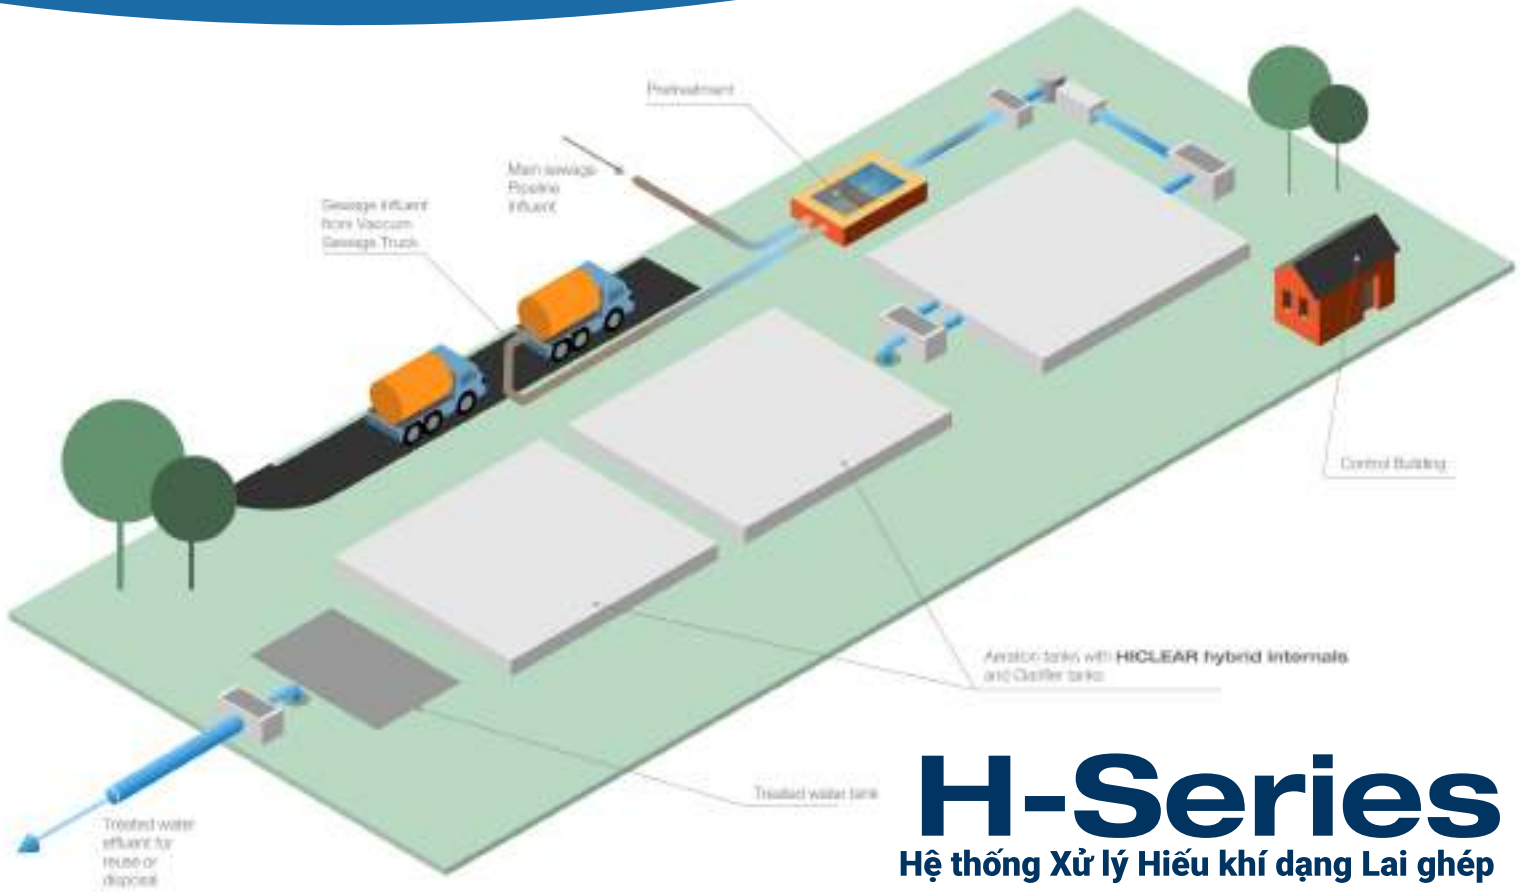 Pretreatment
Main sewage
Pipeline
Influent
Sewage Influent
from Vaccum
Sewage Truck
Control Building
Aeration tanks with HICLEAR hybrid internals
and Clarifier tanks
Treated water tank
Treated water
effluent for
reuse or
disposal
H-Series
Hệ thống Xử lý Hiếu khí dạng Lai ghép